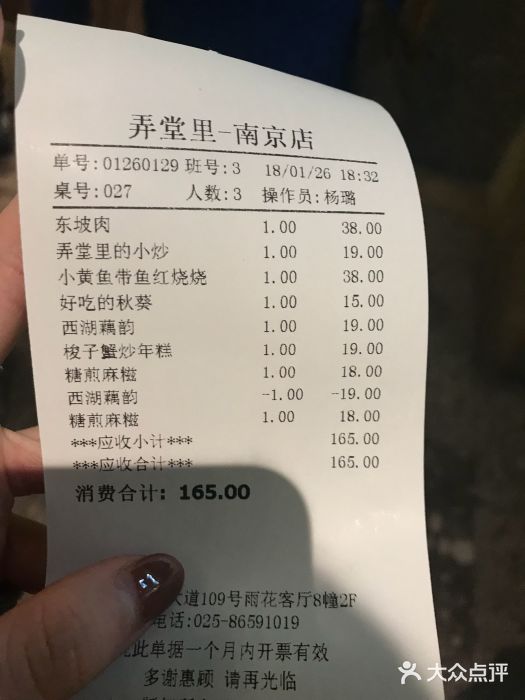 弄堂里-南京店
单号:01260129 班号:3 18/01/26 18:32
桌号:027 人数:3 操作员:杨璐
东坡肉 1.00 38.00
弄堂里的小炒 1.00 19.00
小黄鱼带鱼红烧烧 1.00 38.00
好吃的秋葵 1.00 15.00
西湖藕韵 1.00 19.00
梭子蟹炒年糕 1.00 19.00
糖煎麻糍 1.00 18.00
西湖藕韵 -1.00 -19.00
糖煎麻糍 1.00 18.00
***应收小计*** 165.00
***应收合计*** 165.00
消费合计: 165.00
大道109号雨花客厅8幢2F
电话:025-86591019
此单据一个月内开票有效
多谢惠顾 请再光临
大众点评